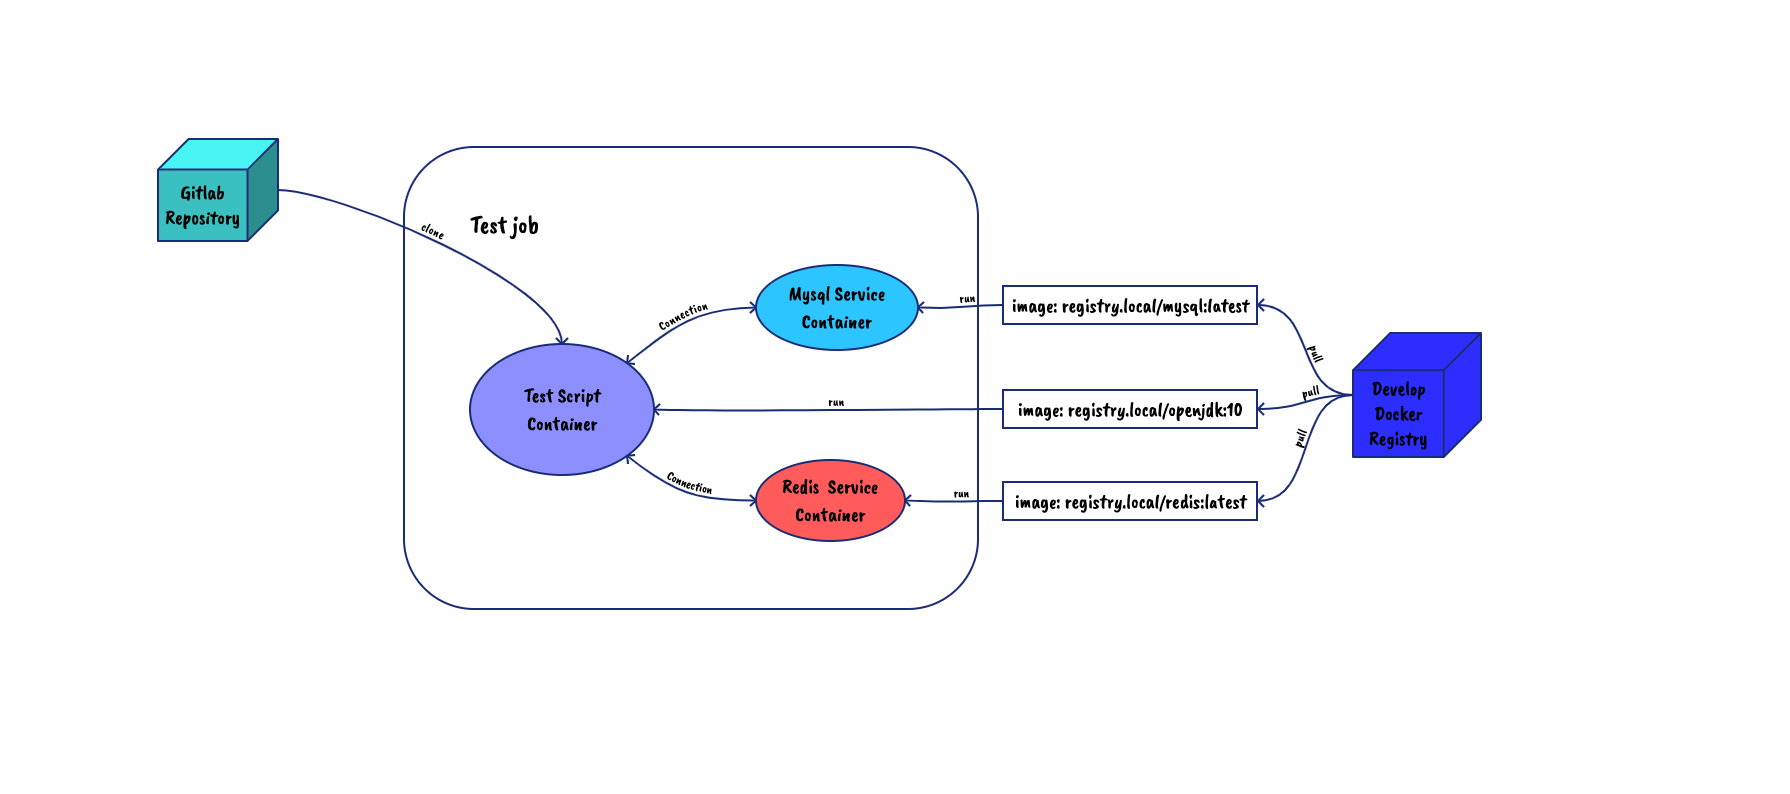 Gitlab
Repository
clone
Test job
Mysql Service
Container
Connection
run
image: registry.local/mysql:latest
pull
Test Script
Container
run
image: registry.local/openjdk:10
pull
Develop
Docker
Registry
Connection
Redis Service
Container
run
image: registry.local/redis:latest
pull